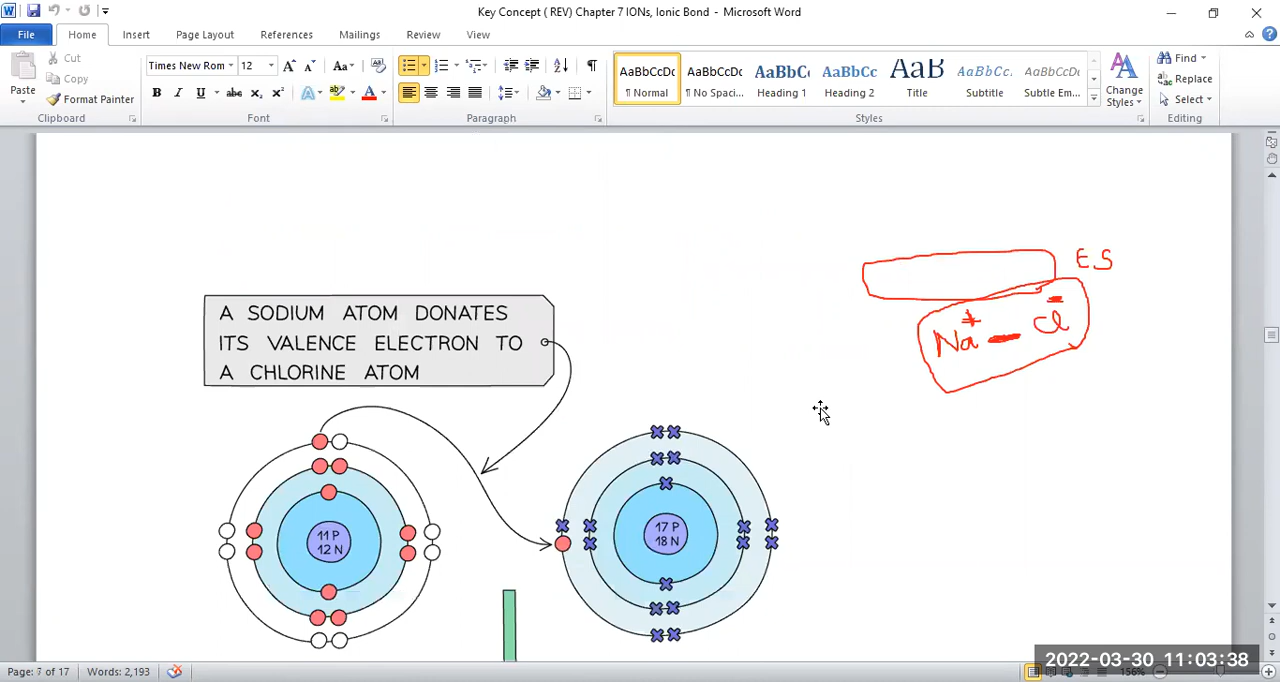 Key Concept ( REV) Chapter 7 IONs, Ionic Bond - Microsoft Word
File Home Insert Page Layout References Mailings Review View
Cut
Copy
Format Painter
Paste
Clipboard
Times New Rom 12
Font
Paragraph
AaBbCcDc AaBbCcDc AaBbCc AaBbCc AaB AaBbCc. AaBbCcDc
¶ Normal ¶ No Spaci... Heading 1 Heading 2 Title Subtitle Subtle Em...
Change
Styles
Styles
Find
Replace
Select
Editing
E S
Na + — Cl -
A SODIUM ATOM DONATES
ITS VALENCE ELECTRON TO
A CHLORINE ATOM
11 P
12 N
17 P
18 N
Page: 7 of 17 Words: 2,193
156%
2022-03-30 11:03:38